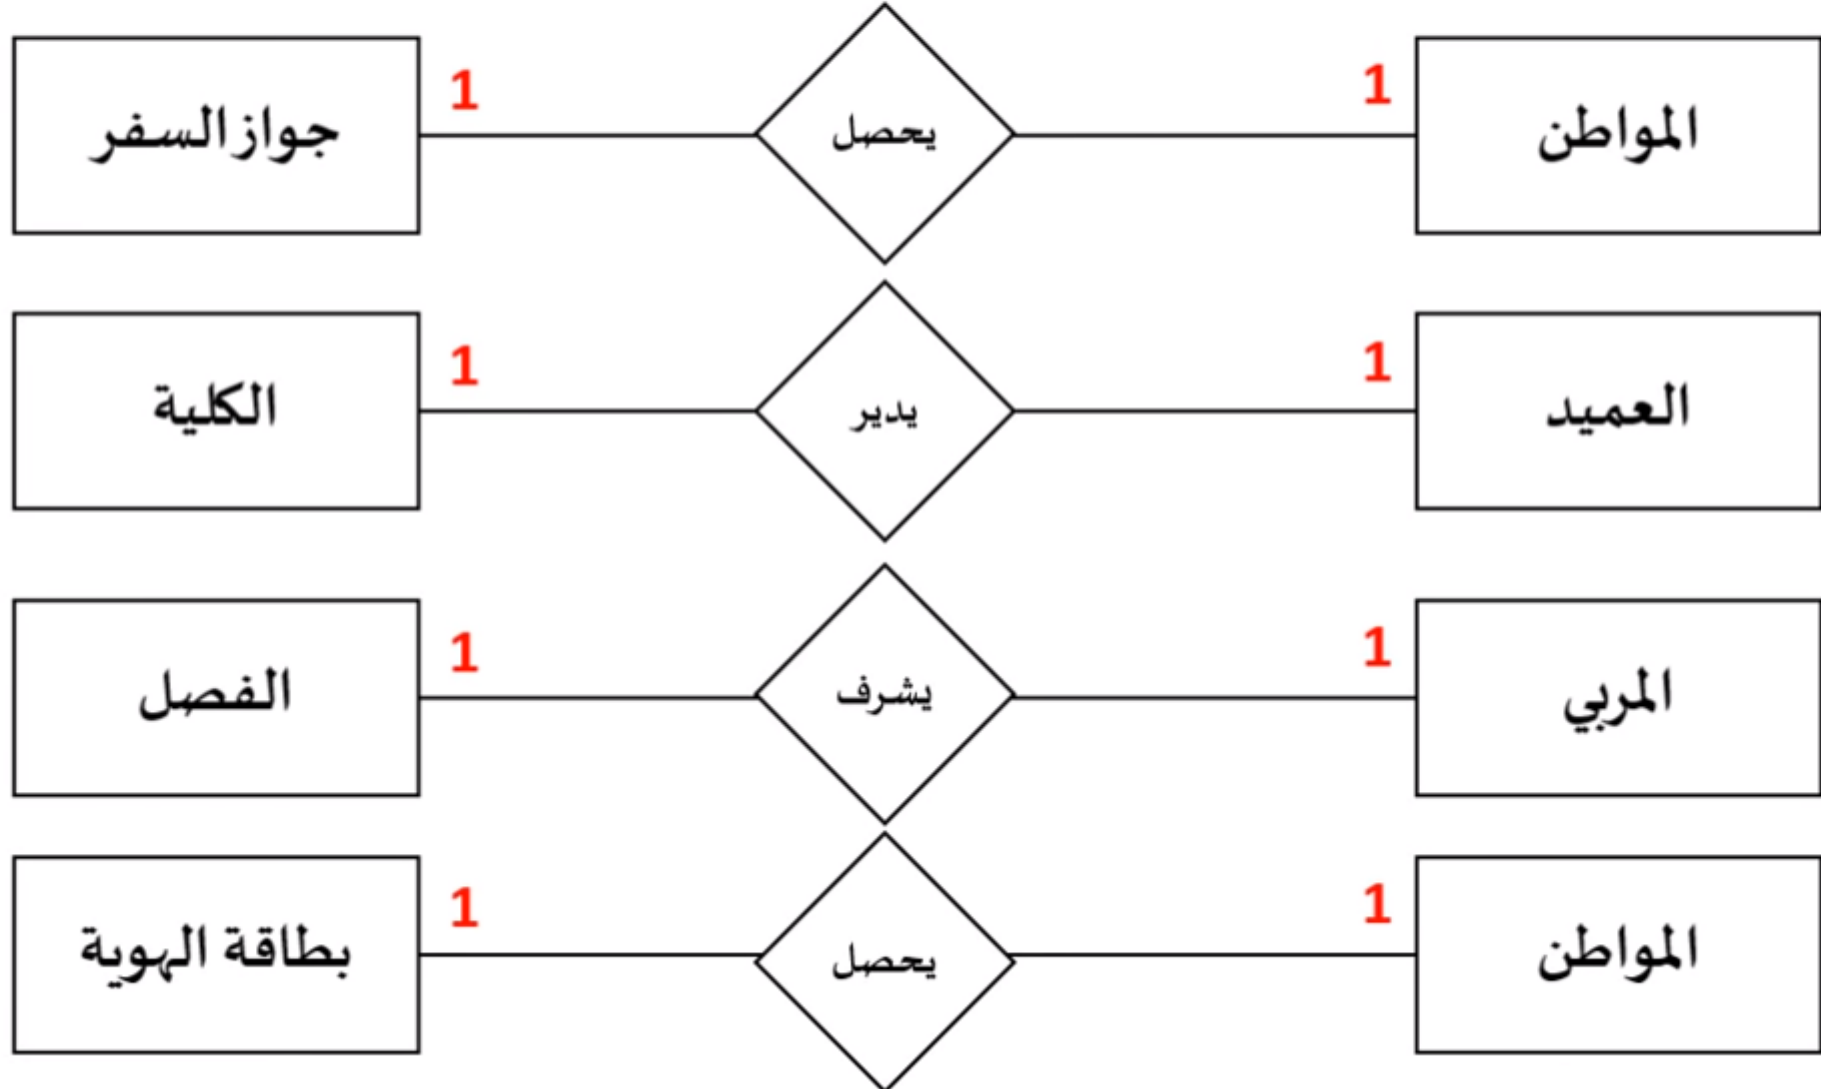 المواطن 1 يحصل 1 جواز السفر
العميد 1 يدير 1 الكلية
المربي 1 يشرف 1 الفصل
المواطن 1 يحصل 1 بطاقة الهوية